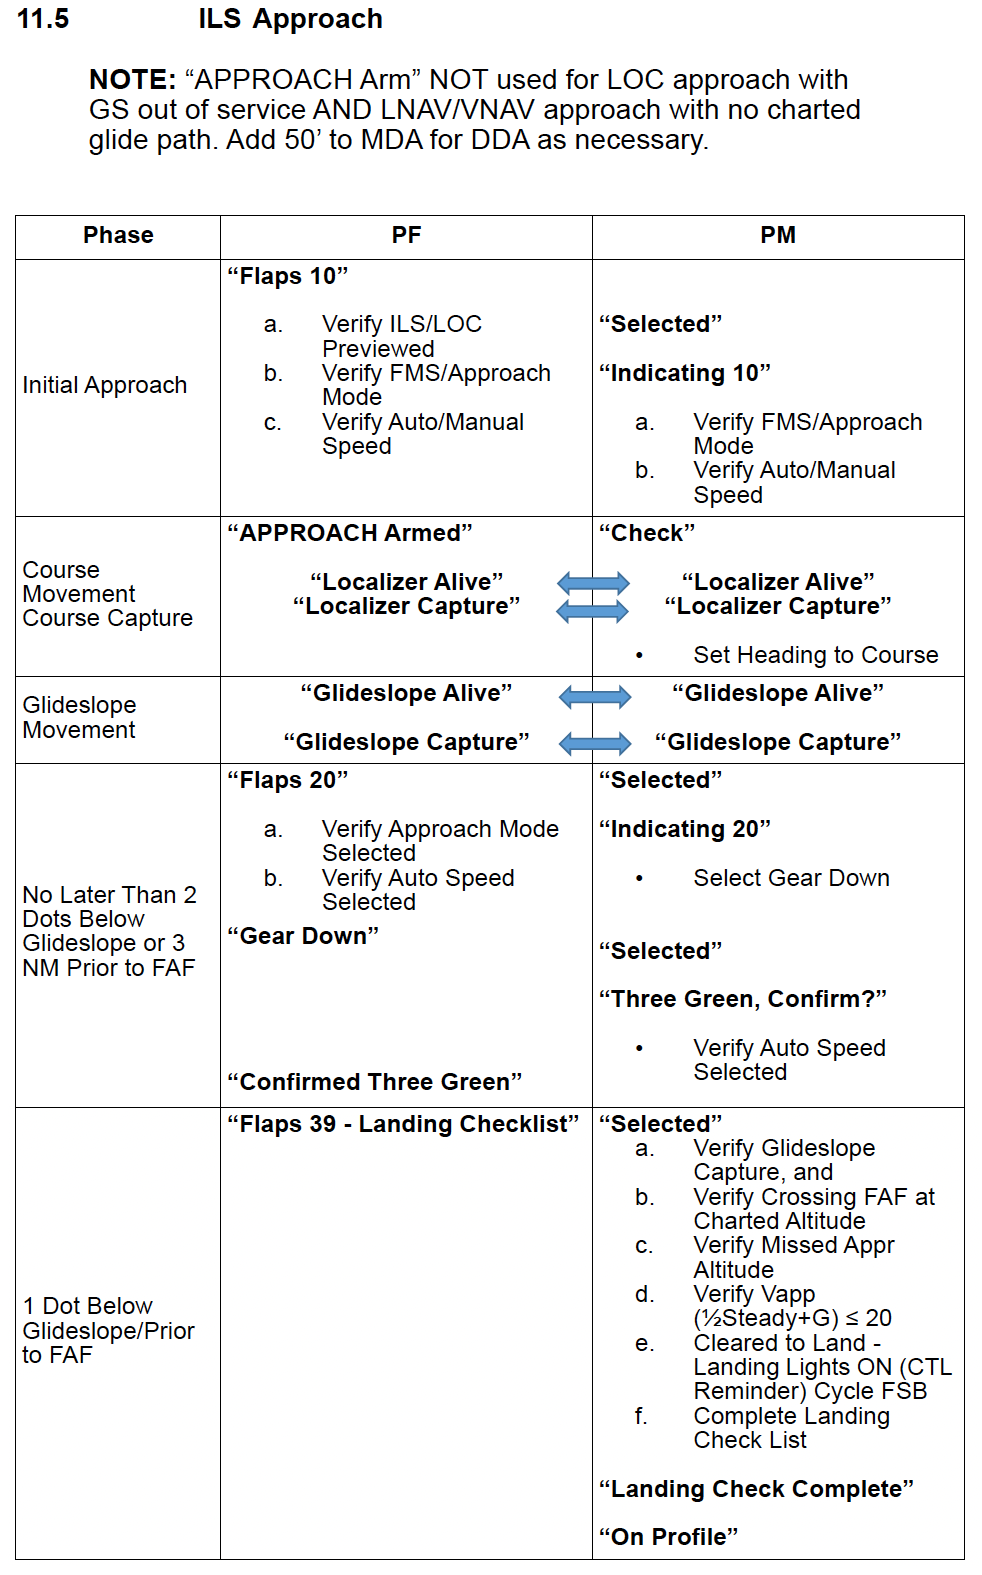 11.5 ILS Approach
NOTE: “APPROACH Arm” NOT used for LOC approach with
GS out of service AND LNAV/VNAV approach with no charted
glide path. Add 50’ to MDA for DDA as necessary.
Phase PF PM
Initial Approach
“Flaps 10”
a. Verify ILS/LOC
Previewed
b. Verify FMS/Approach
Mode
c. Verify Auto/Manual
Speed
“Selected”
“Indicating 10”
a. Verify FMS/Approach
Mode
b. Verify Auto/Manual
Speed
Course
Movement
Course Capture
“APPROACH Armed”
“Localizer Alive”
“Localizer Capture”
“Check”
“Localizer Alive”
“Localizer Capture”
• Set Heading to Course
Glideslope
Movement
“Glideslope Alive”
“Glideslope Capture”
“Glideslope Alive”
“Glideslope Capture”
No Later Than 2
Dots Below
Glideslope or 3
NM Prior to FAF
“Flaps 20”
a. Verify Approach Mode
Selected
b. Verify Auto Speed
Selected
“Gear Down”
“Confirmed Three Green”
“Selected”
“Indicating 20”
• Select Gear Down
“Selected”
“Three Green, Confirm?”
• Verify Auto Speed
Selected
1 Dot Below
Glideslope/Prior
to FAF
“Flaps 39 - Landing Checklist”
“Selected”
a. Verify Glideslope
Capture, and
b. Verify Crossing FAF at
Charted Altitude
c. Verify Missed Appr
Altitude
d. Verify Vapp
(½Steady+G) ≤ 20
e. Cleared to Land -
Landing Lights ON (CTL
Reminder) Cycle FSB
f. Complete Landing
Check List
“Landing Check Complete”
“On Profile”